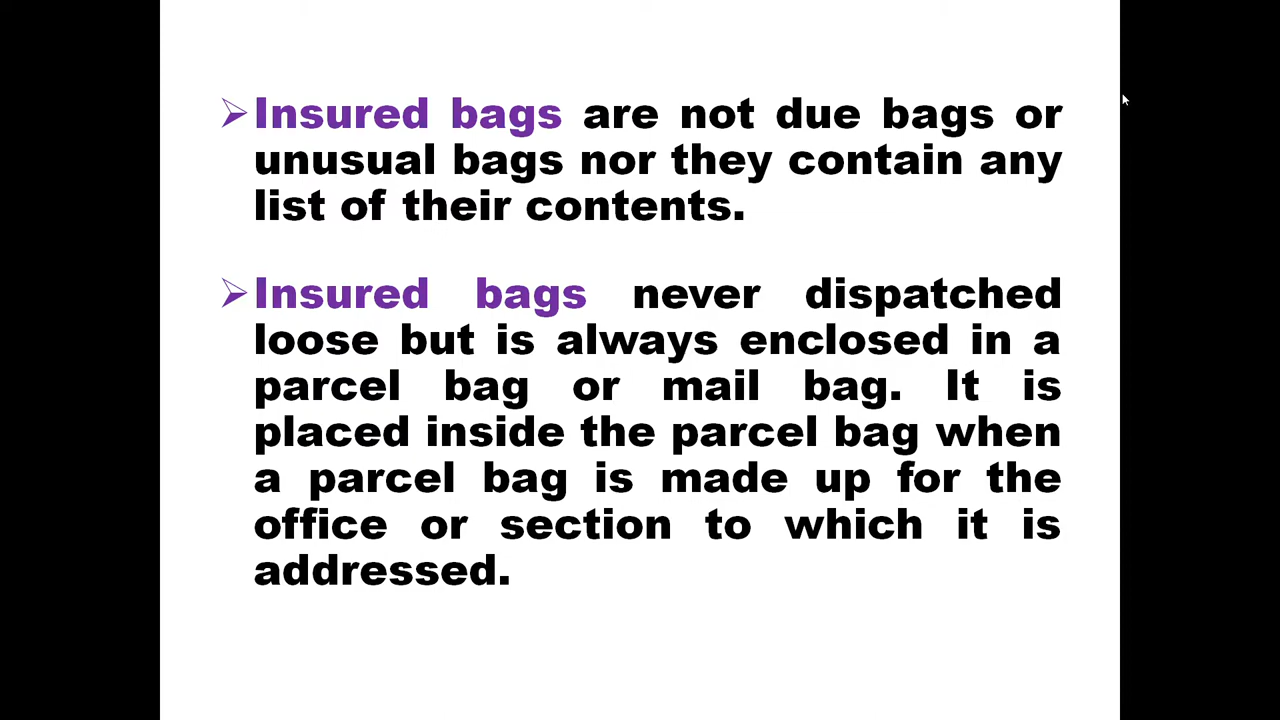 ➢Insured bags are not due bags or
unusual bags nor they contain any
list of their contents.
➢Insured bags never dispatched
loose but is always enclosed in a
parcel bag or mail bag. It is
placed inside the parcel bag when
a parcel bag is made up for the
office or section to which it is
addressed.